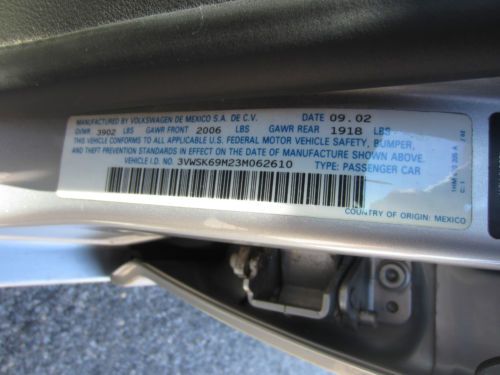 MANUFACTURED BY VOLKSWAGEN DE MEXICO S.A. DE C.V. DATE 09.02
GVWR 3902 LBS GAWR FRONT 2006 LBS GAWR REAR 1918 LBS
THIS VEHICLE CONFORMS TO ALL U.S. FEDERAL MOTOR VEHICLE SAFETY, BUMPER,
AND THEFT PREVENTION STANDARDS IN EFFECT ON THE DATE OF MANUFACTURE SHOWN ABOVE.
VEHICLE I.D. NO. 3VWSK69M23M062610 TYPE: PASSENGER CAR
COUNTRY OF ORIGIN: MEXICO